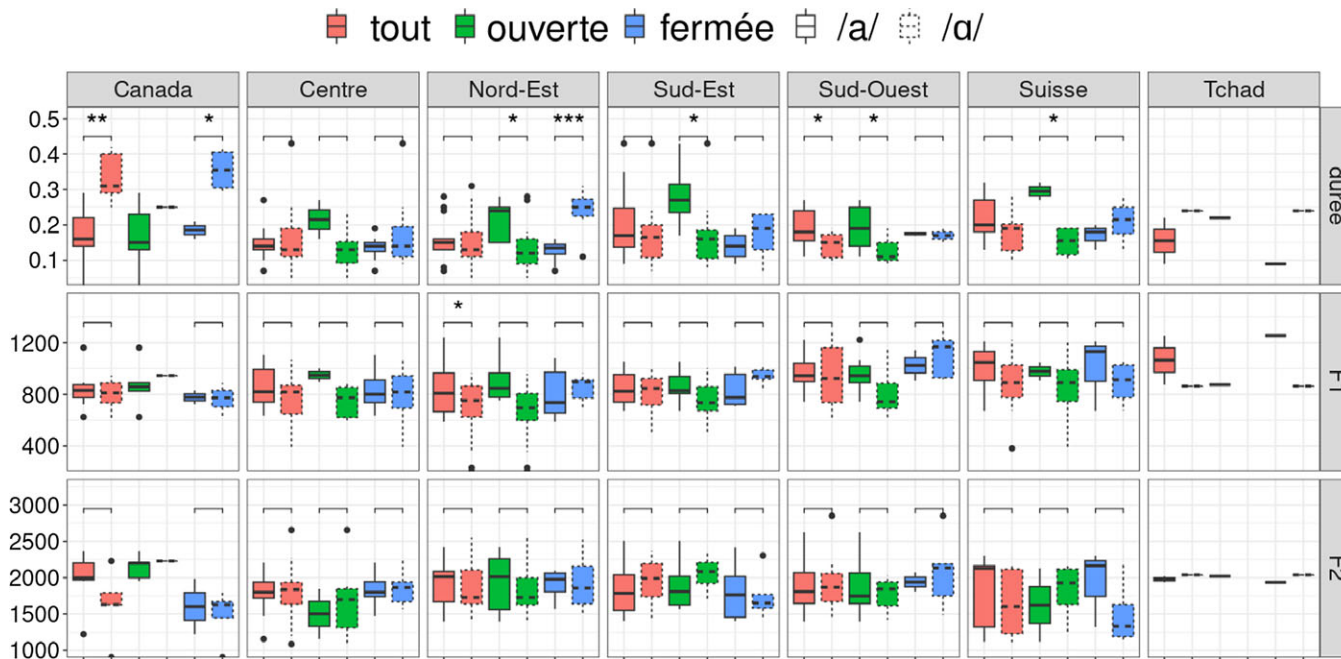 tout ouverte fermée /a/ /ɑ/
Canada Centre Nord-Est Sud-Est Sud-Ouest Suisse Tchad
0.5 ** * * *** * * * *
0.4
0.3
0.2
0.1
durée
1200 *
800
400
F1
3000
2500
2000
1500
1000
F2